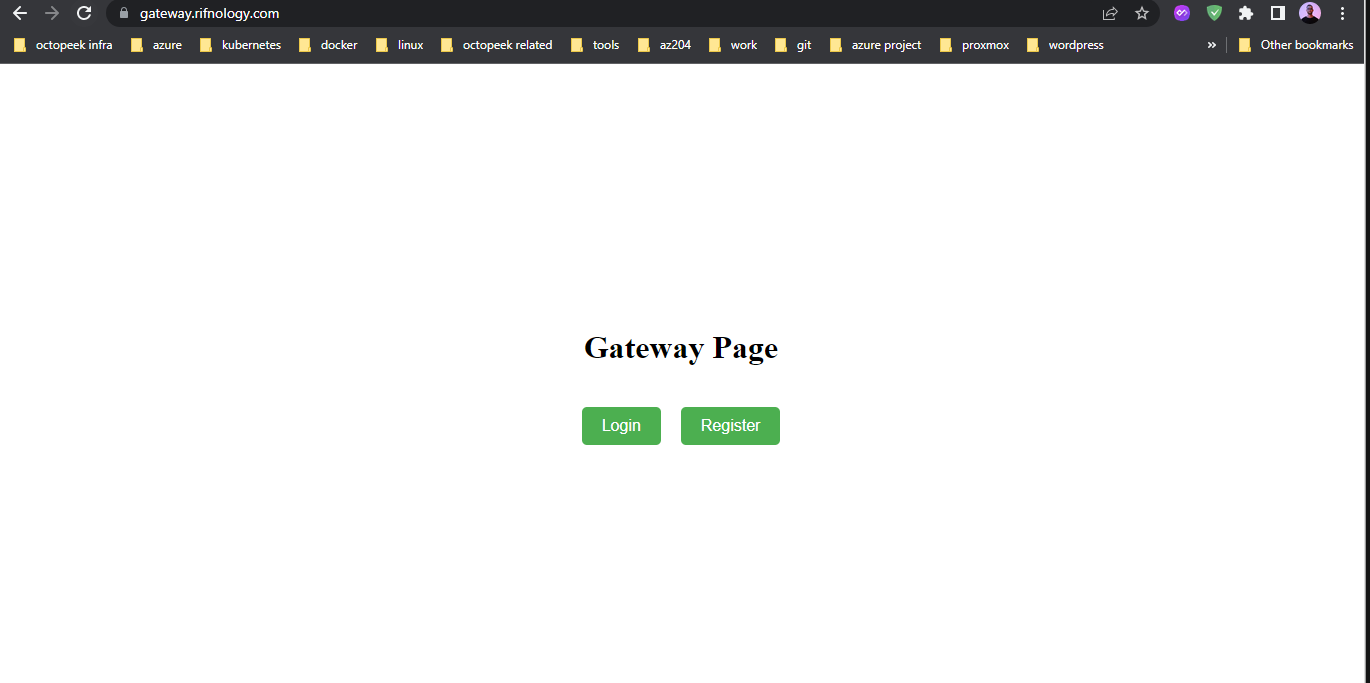 gateway.rifnology.com
octopeek infra azure kubernetes docker linux octopeek related tools az204 work git azure project proxmox wordpress » Other bookmarks
Gateway Page
Login Register